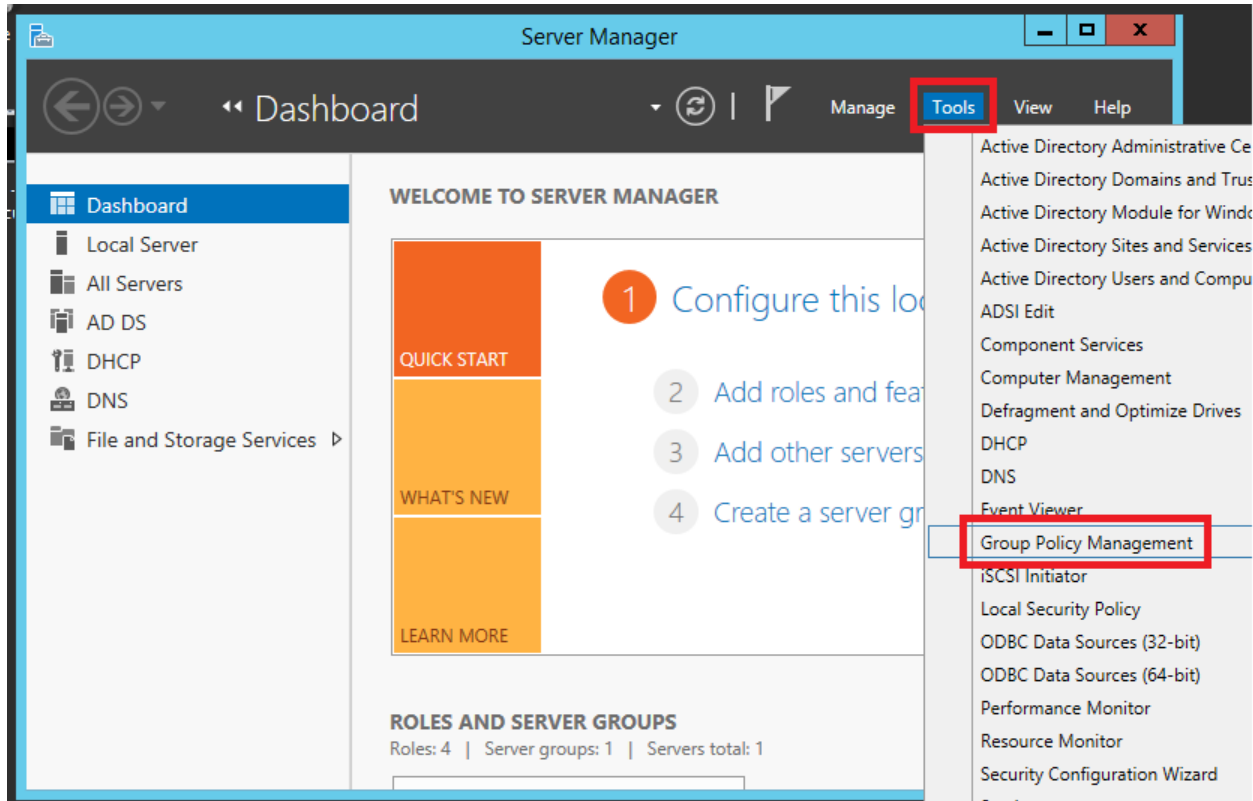 Server Manager
Dashboard
Manage Tools View Help
Dashboard
Local Server
All Servers
AD DS
DHCP
DNS
File and Storage Services
WELCOME TO SERVER MANAGER
QUICK START
WHAT'S NEW
LEARN MORE
1 Configure this loc
2 Add roles and feat
3 Add other servers
4 Create a server gr
ROLES AND SERVER GROUPS
Roles: 4 | Server groups: 1 | Servers total: 1
Active Directory Administrative Ce
Active Directory Domains and Trus
Active Directory Module for Windo
Active Directory Sites and Services
Active Directory Users and Compu
ADSI Edit
Component Services
Computer Management
Defragment and Optimize Drives
DHCP
DNS
Event Viewer
Group Policy Management
iSCSI Initiator
Local Security Policy
ODBC Data Sources (32-bit)
ODBC Data Sources (64-bit)
Performance Monitor
Resource Monitor
Security Configuration Wizard